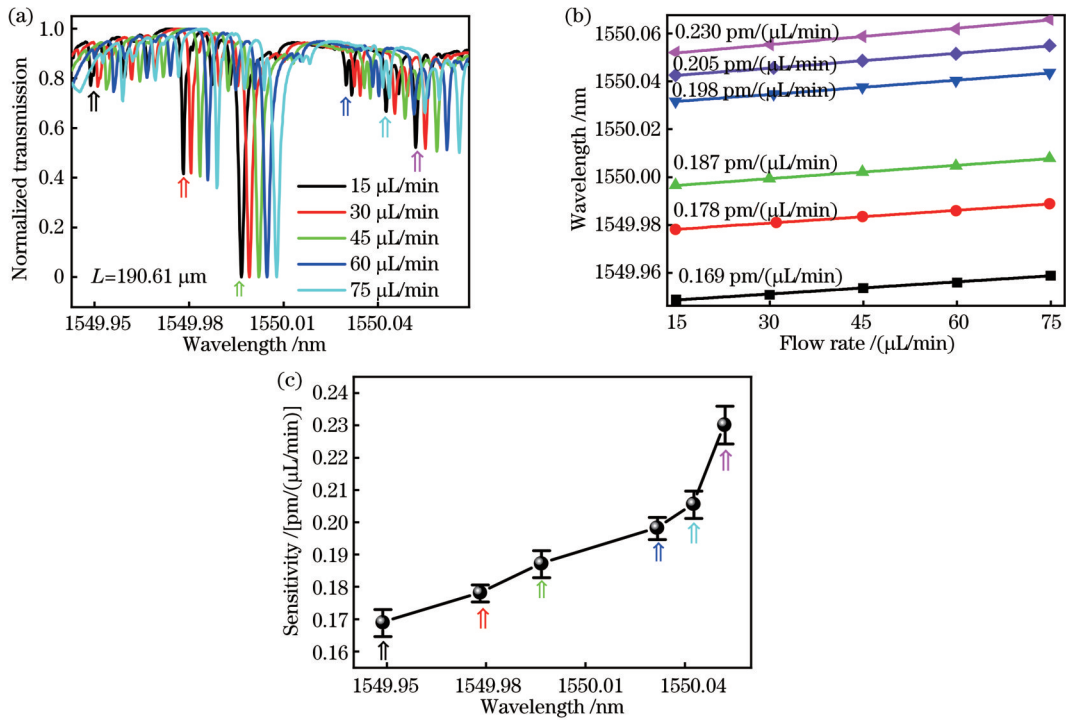 (a)
Normalized transmission
1.0
0.8
0.6
0.4
0.2
0
L=190.61 μm
15 μL/min
30 μL/min
45 μL/min
60 μL/min
75 μL/min
1549.95 1549.98 1550.01 1550.04
Wavelength /nm
(b)
Wavelength /nm
1550.06
1550.04
1550.02
1550.00
1549.98
1549.96
0.230 pm/(μL/min)
0.205 pm/(μL/min)
0.198 pm/(μL/min)
0.187 pm/(μL/min)
0.178 pm/(μL/min)
0.169 pm/(μL/min)
15 30 45 60 75
Flow rate /(μL/min)
(c)
Sensitivity /[pm/(μL/min)]
0.24
0.23
0.22
0.21
0.20
0.19
0.18
0.17
0.16
1549.95 1549.98 1550.01 1550.04
Wavelength /nm